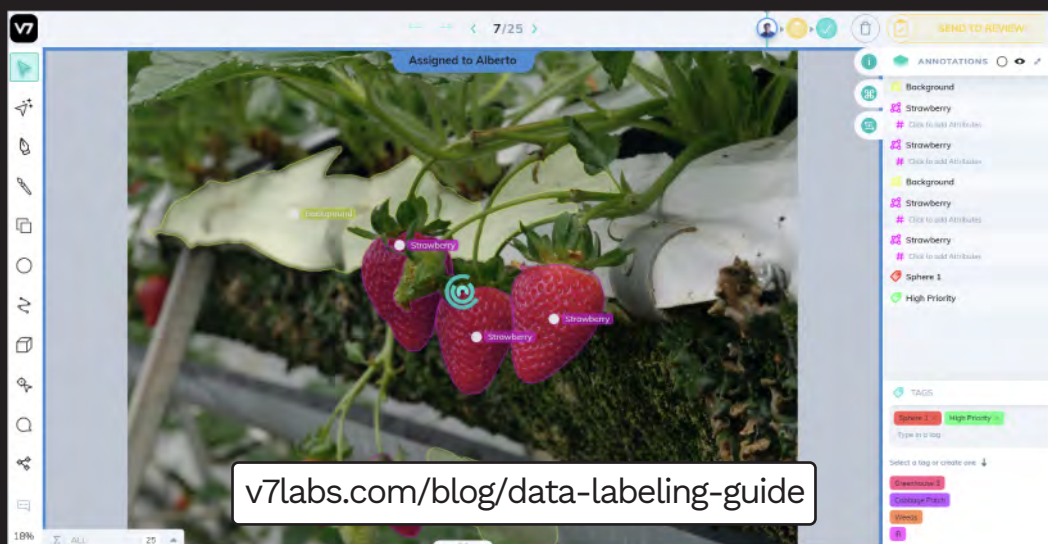 V7
7/25
SEND TO REVIEW
Assigned to Alberto
ANNOTATIONS
Background
Strawberry
# Click to add Attributes
Strawberry
# Click to add Attributes
Background
Strawberry
# Click to add Attributes
Strawberry
# Click to add Attributes
Sphere 1
High Priority
Background
Strawberry
Strawberry
Strawberry
TAGS
Sphere 1
High Priority
Type in a tag
Select a tag or create one
Greenhouse 3
Cabbage Patch
Weeds
v7labs.com/blog/data-labeling-guide
10%
Σ ALL
25